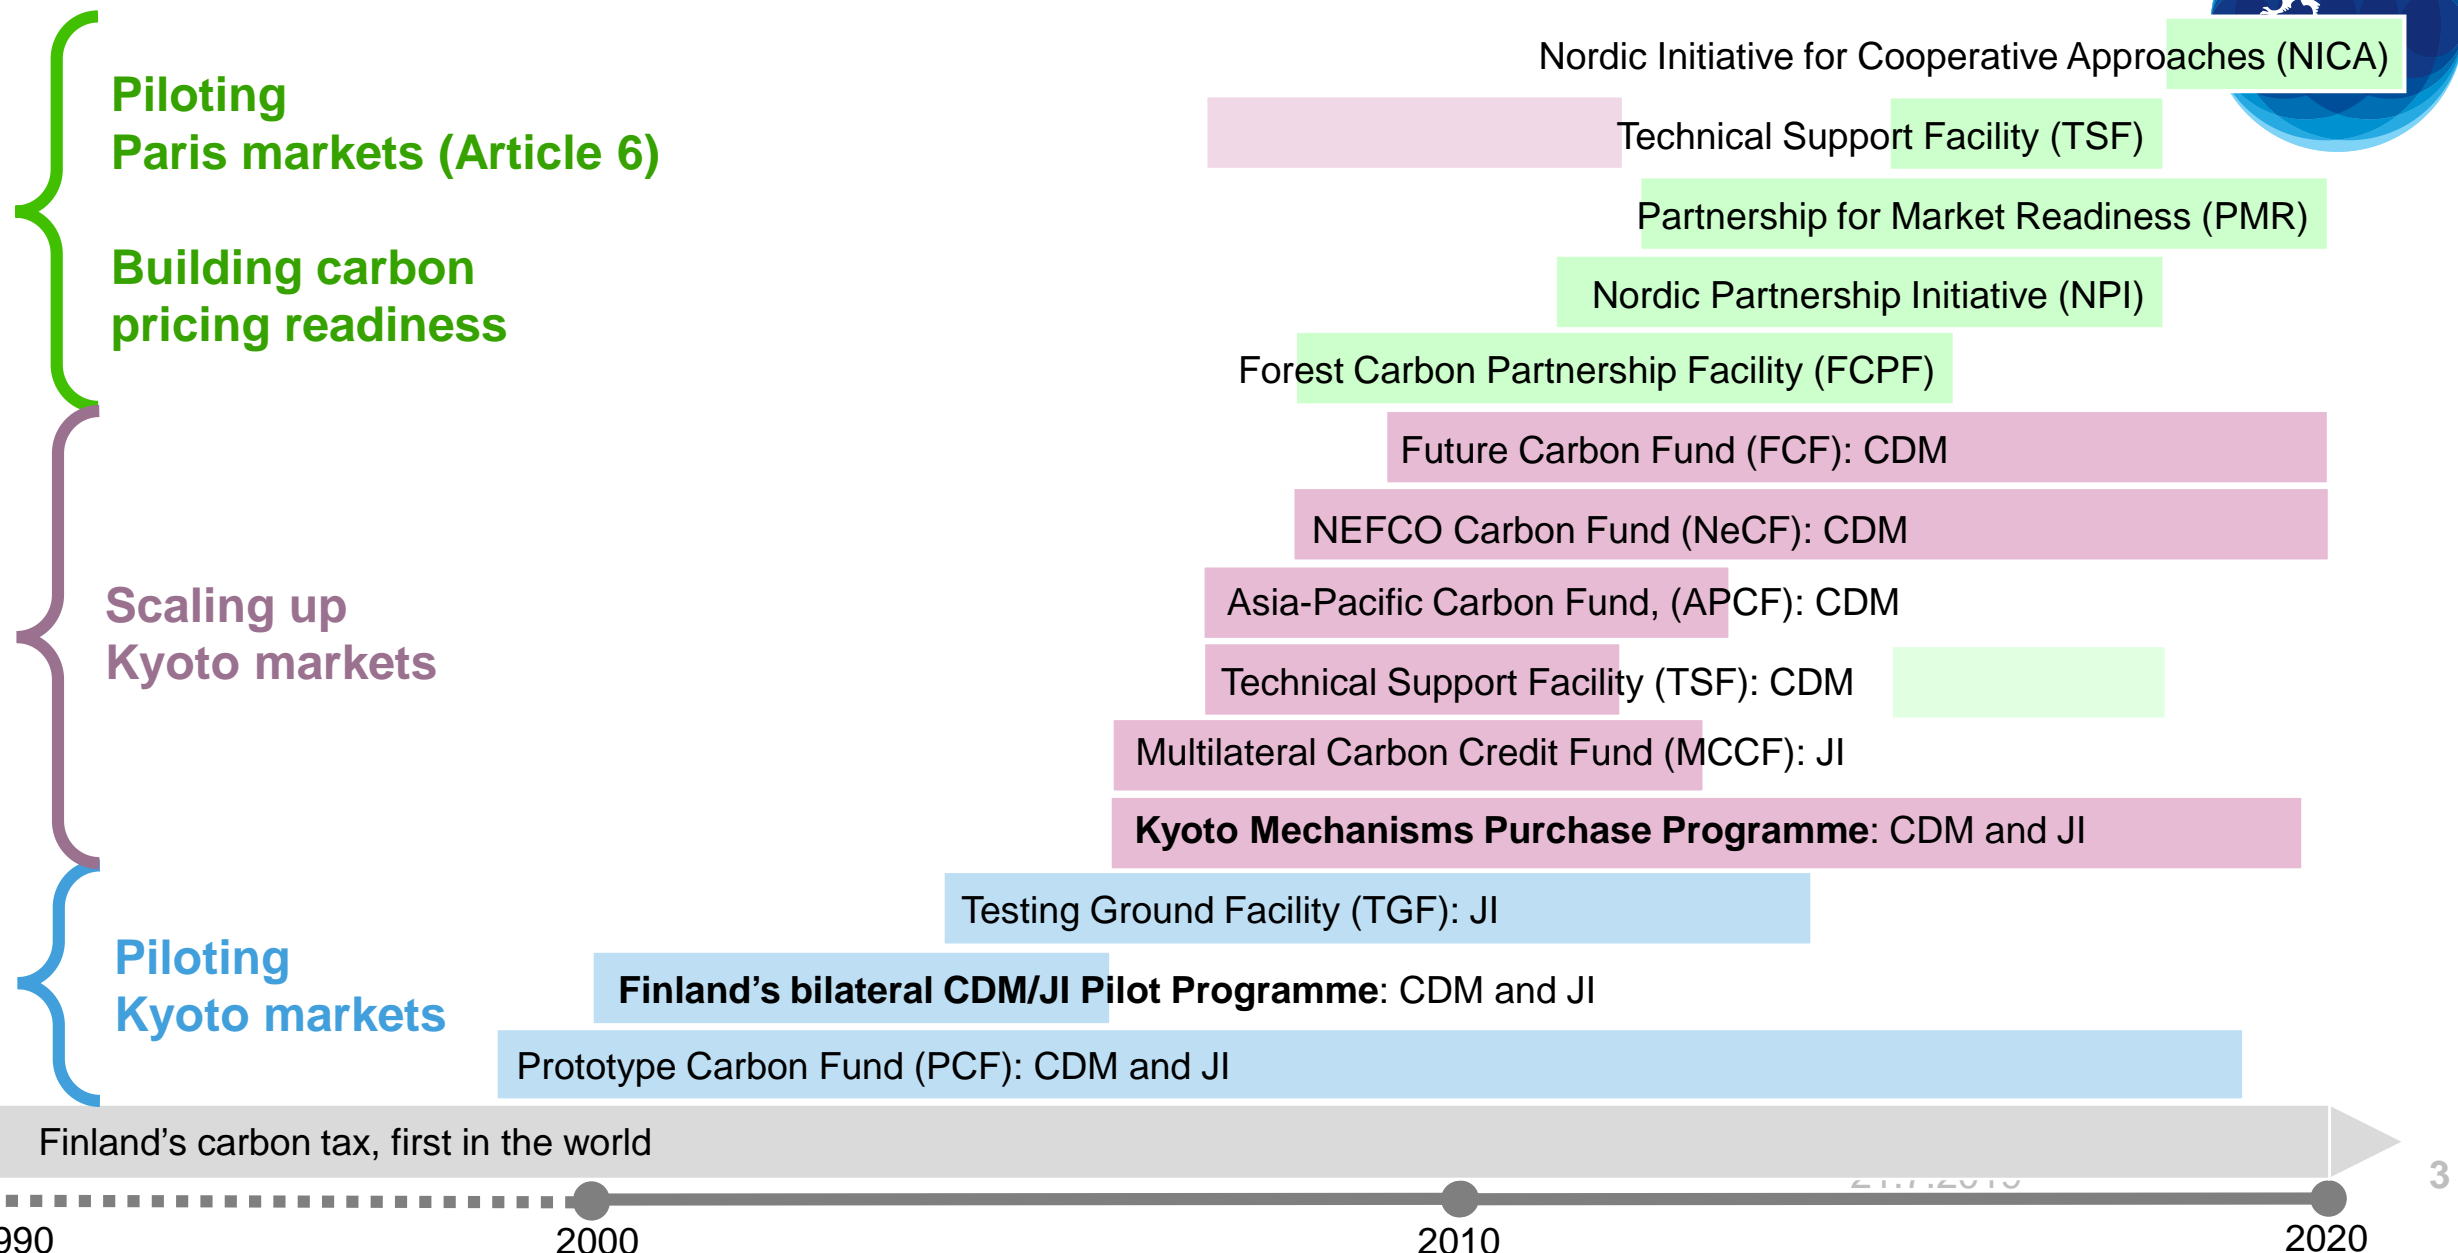 Nordic Initiative for Cooperative Approaches (NICA)
Piloting
Paris markets (Article 6)
Technical Support Facility (TSF)
Partnership for Market Readiness (PMR)
Building carbon
pricing readiness
Nordic Partnership Initiative (NPI)
Forest Carbon Partnership Facility (FCPF)
Future Carbon Fund (FCF): CDM
NEFCO Carbon Fund (NeCF): CDM
Scaling up
Kyoto markets
Asia-Pacific Carbon Fund, (APCF): CDM
Technical Support Facility (TSF): CDM
Multilateral Carbon Credit Fund (MCCF): JI
Kyoto Mechanisms Purchase Programme: CDM and JI
Testing Ground Facility (TGF): JI
Piloting
Kyoto markets
Finland’s bilateral CDM/JI Pilot Programme: CDM and JI
Prototype Carbon Fund (PCF): CDM and JI
Finland’s carbon tax, first in the world
3
990
2000
2010
2020